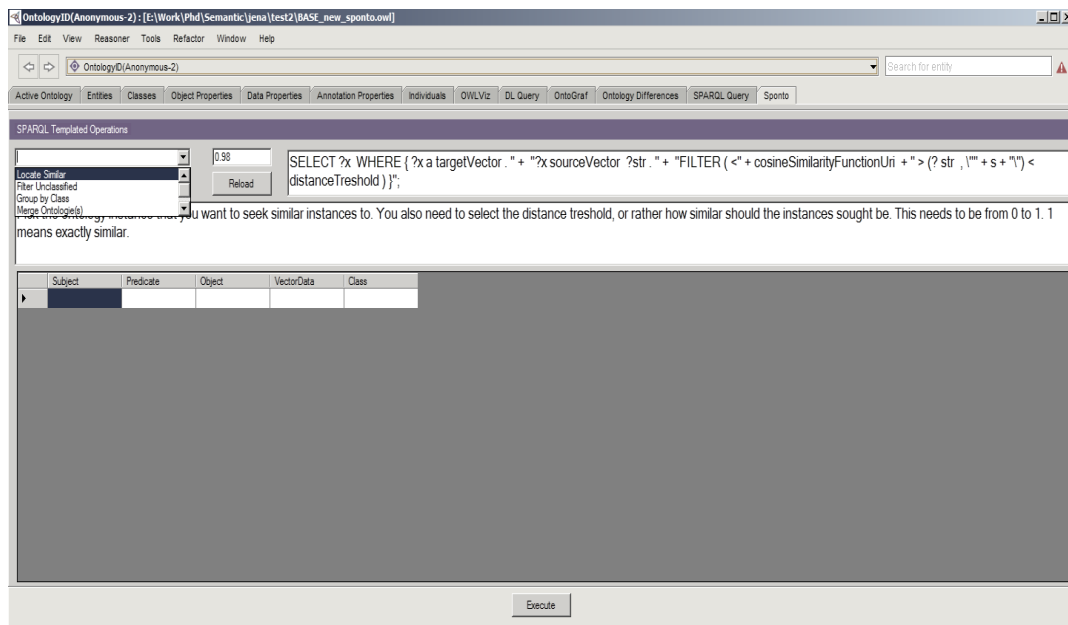 OntologyID(Anonymous-2) : [E:\Work\Phd\Semantic\jena\test2\BASE_new_sponto.owl]
File Edit View Reasoner Tools Refactor Window Help
OntologyID(Anonymous-2)
Search for entity
Active Ontology Entities Classes Object Properties Data Properties Annotation Properties Individuals OWLViz DL Query OntoGraf Ontology Differences SPARQL Query Sponto
SPARQL Templated Operations
0.98
Reload
SELECT ?x WHERE { ?x a targetVector . " + "?x sourceVector ?str . " + "FILTER ( <" + cosineSimilarityFunctionUri + " > (? str , \"" + s + "\") <
distanceTreshold ) }";
Locate Similar
Filter Unclassified
Group by Class
Merge Ontologie(s)
you want to seek similar instances to. You also need to select the distance treshold, or rather how similar should the instances sought be. This needs to be from 0 to 1. 1
means exactly similar.
Subject Predicate Object VectorData Class
Execute